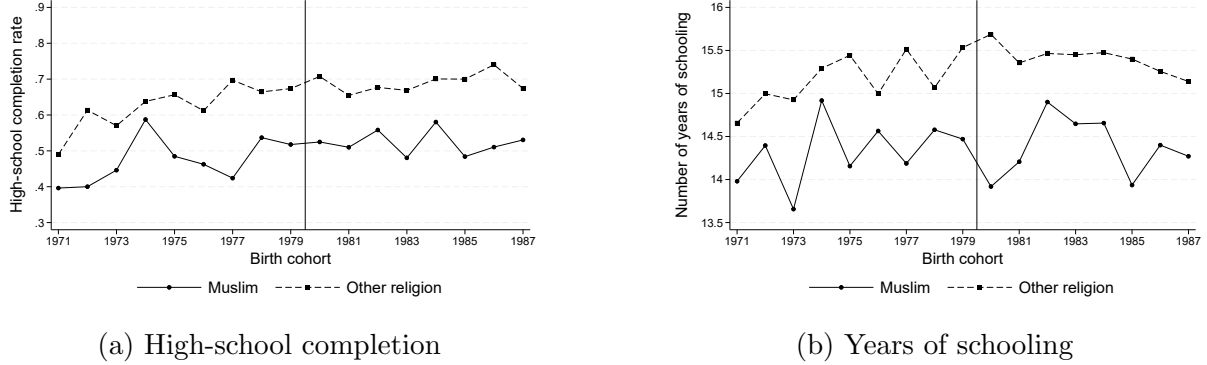 High-school completion rate
.9
.8
.7
.6
.5
.4
.3
1971 1973 1975 1977 1979 1981 1983 1985 1987
Birth cohort
Muslim Other religion
(a) High-school completion
Number of years of schooling
16
15.5
15
14.5
14
13.5
1971 1973 1975 1977 1979 1981 1983 1985 1987
Birth cohort
Muslim Other religion
(b) Years of schooling